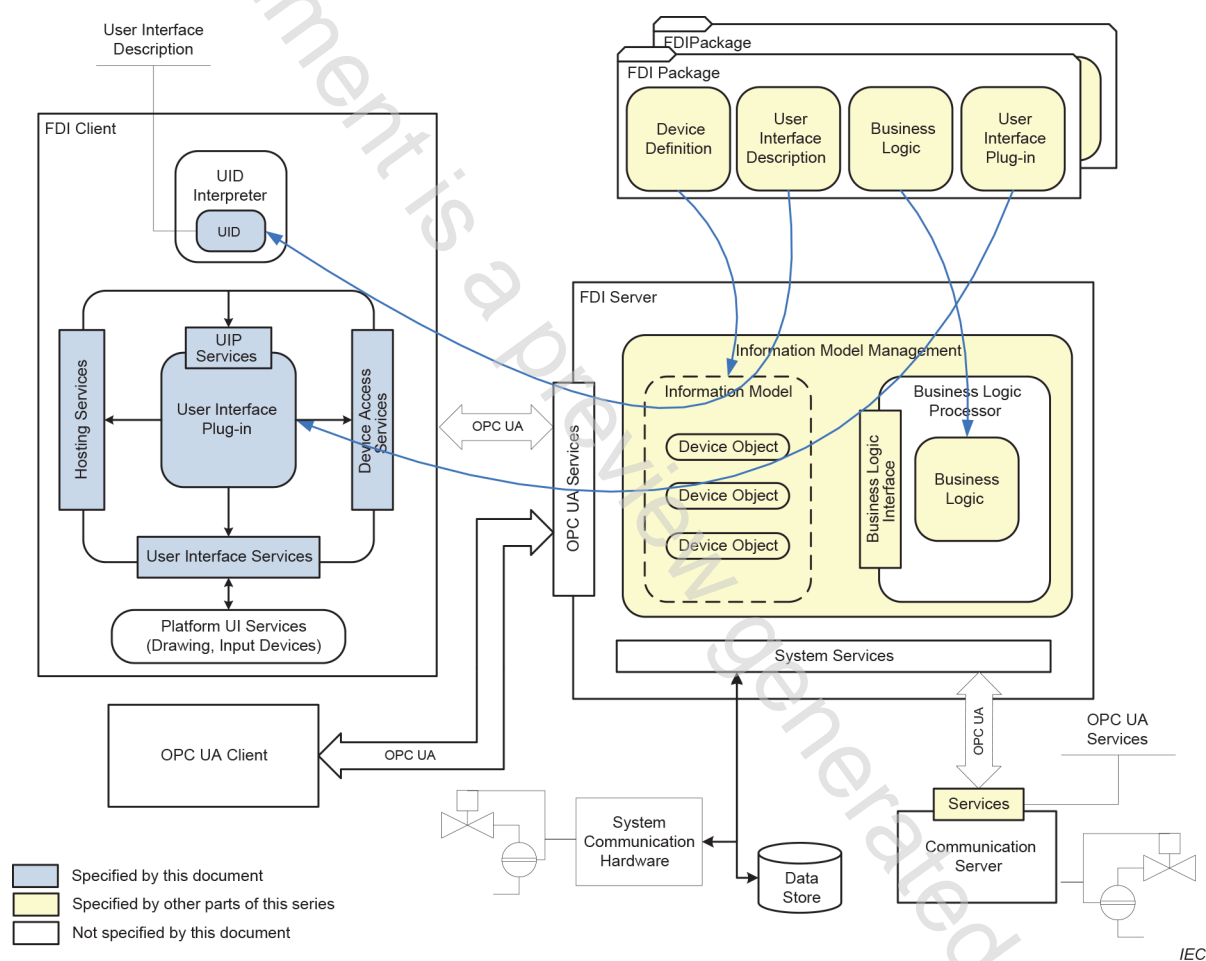 User Interface
Description
FDIPackage
FDI Package
Device
Definition
User
Interface
Description
Business
Logic
User
Interface
Plug-in
FDI Client
UID
Interpreter
UID
UIP
Services
Hosting Services
User Interface
Plug-in
Device Access
Services
User Interface Services
Platform UI Services
(Drawing, Input Devices)
OPC UA
FDI Server
OPC UA Services
Information Model Management
Information Model
Device Object
Device Object
Device Object
Business Logic
Processor
Business Logic
Interface
Business
Logic
System Services
OPC UA Client
OPC UA
OPC UA
OPC UA
Services
Services
Communication
Server
System
Communication
Hardware
Data
Store
Specified by this document
Specified by other parts of this series
Not specified by this document
IEC
ment is a preview generated